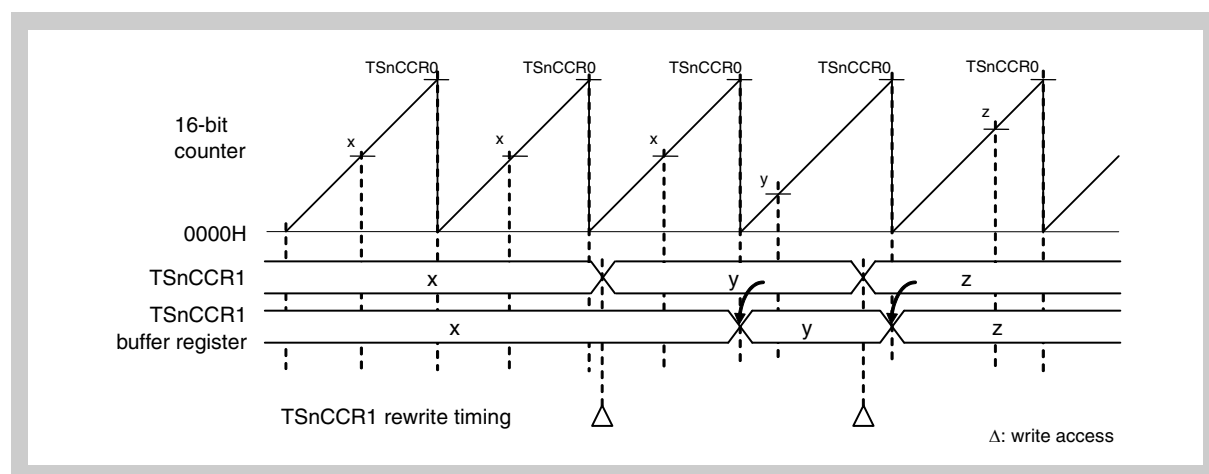 TSnCCR0 TSnCCR0 TSnCCR0 TSnCCR0 TSnCCR0
16-bit
counter
x x x y z
0000H
TSnCCR1 x y z
TSnCCR1
buffer register
x y z
TSnCCR1 rewrite timing
Δ: write access